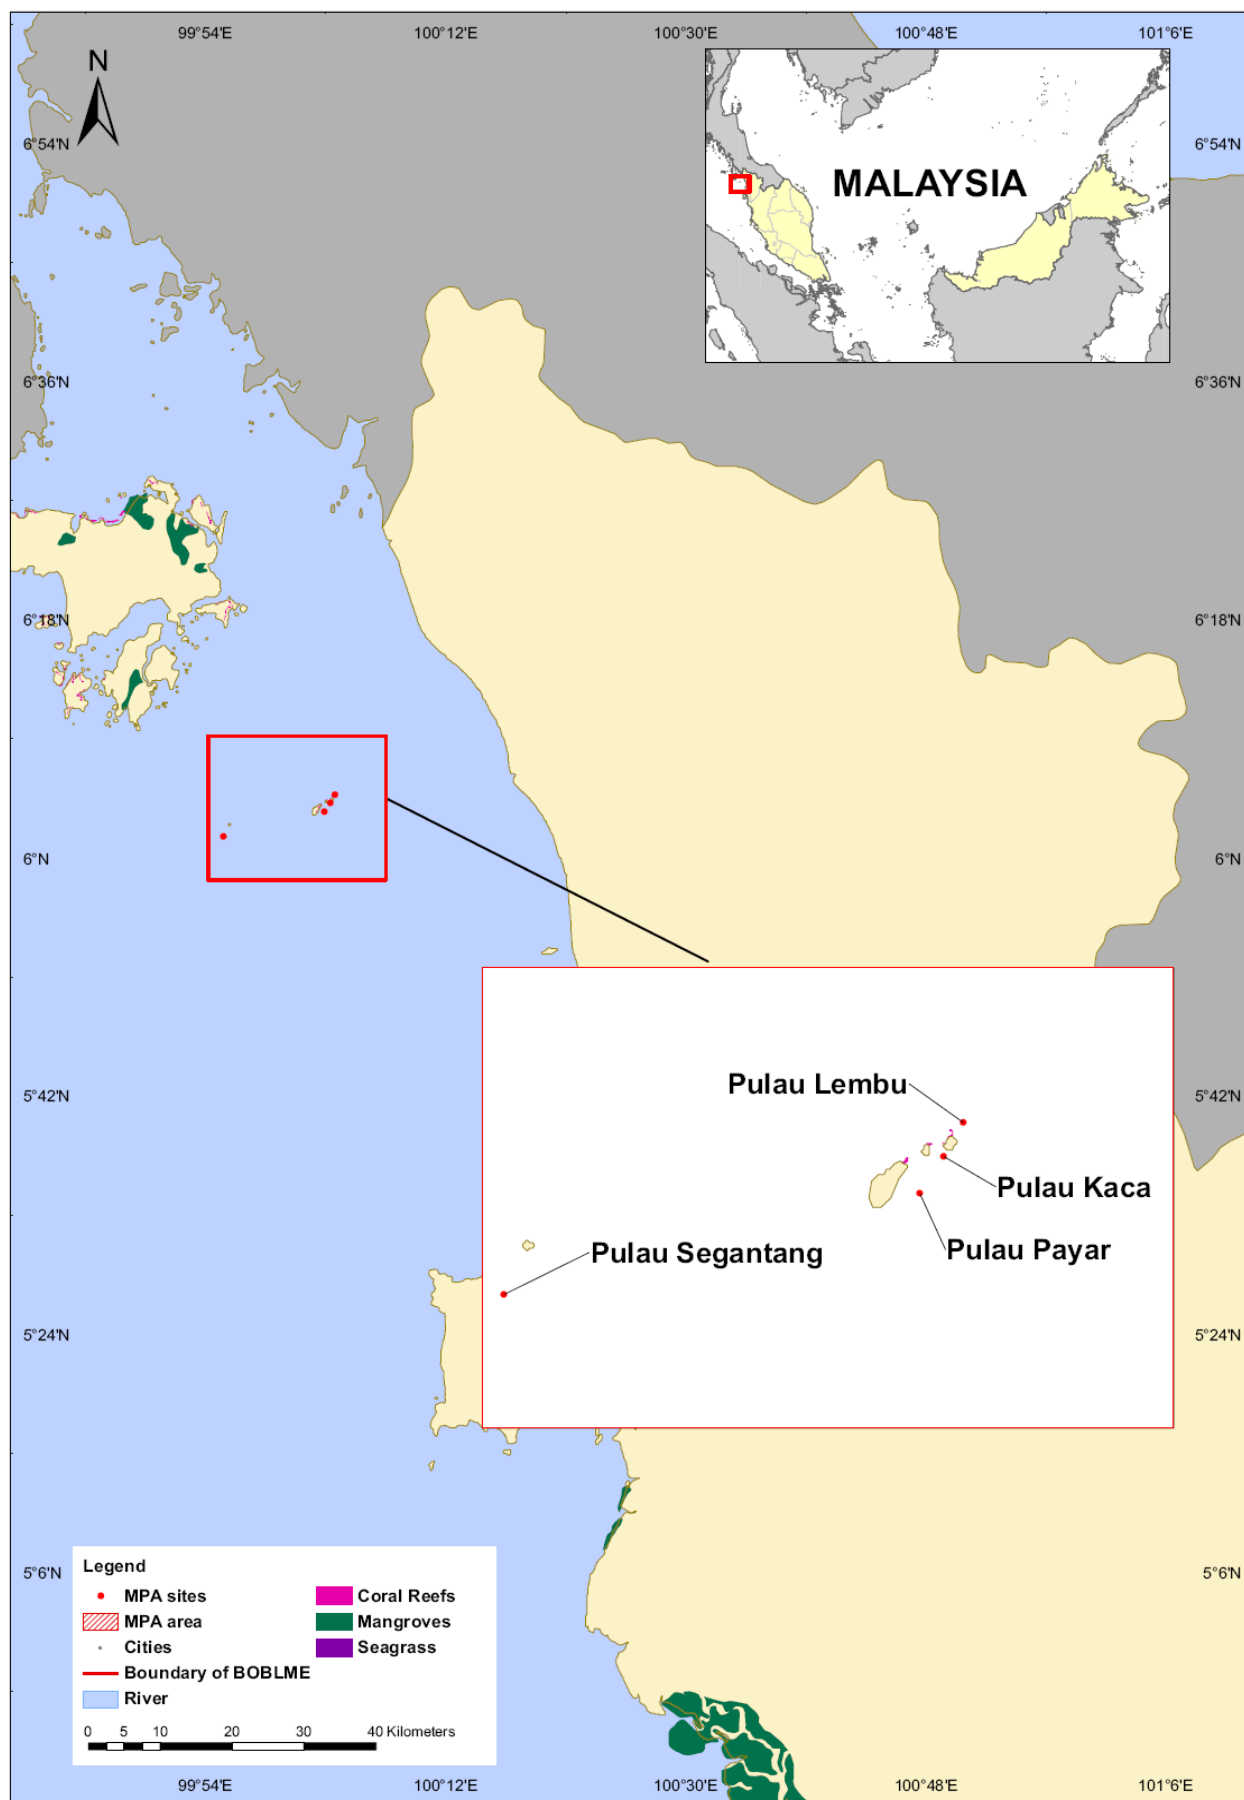 99°54'E 100°12'E 100°30'E 100°48'E 101°6'E
N
6°54'N 6°54'N
MALAYSIA
6°36'N 6°36'N
6°18'N 6°18'N
6°N 6°N
5°42'N 5°42'N
Pulau Lembu
Pulau Kaca
Pulau Payar
Pulau Segantang
5°24'N 5°24'N
5°6'N 5°6'N
Legend
MPA sites Coral Reefs
MPA area Mangroves
Cities Seagrass
Boundary of BOBLME
River
0 5 10 20 30 40 Kilometers
99°54'E 100°12'E 100°30'E 100°48'E 101°6'E